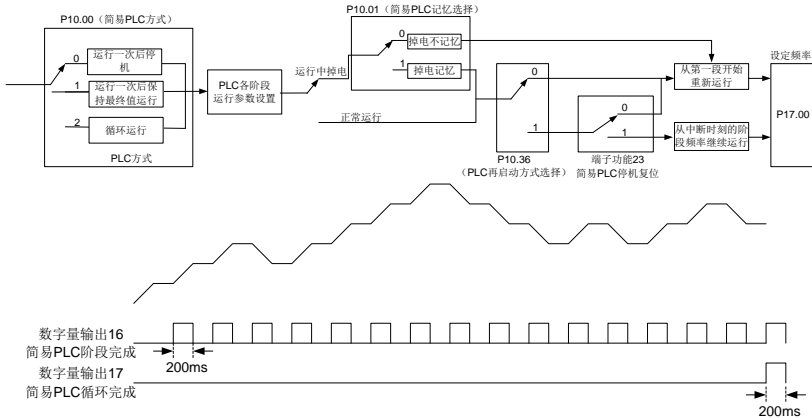 P10.00（简易PLC方式）
0
运行一次后停
机
1
运行一次后保
持最终值运行
2
循环运行
PLC方式
PLC各阶段
运行参数设置
运行中掉电
P10.01（简易PLC记忆选择）
0
掉电不记忆
1
掉电记忆
正常运行
0
1
P10.36
（PLC再启动方式选择）
0
1
端子功能23
简易PLC停机复位
从第一段开始
重新运行
从中断时刻的阶
段频率继续运行
设定频率
P17.00
数字量输出16
简易PLC阶段完成
200ms
数字量输出17
简易PLC循环完成
200ms